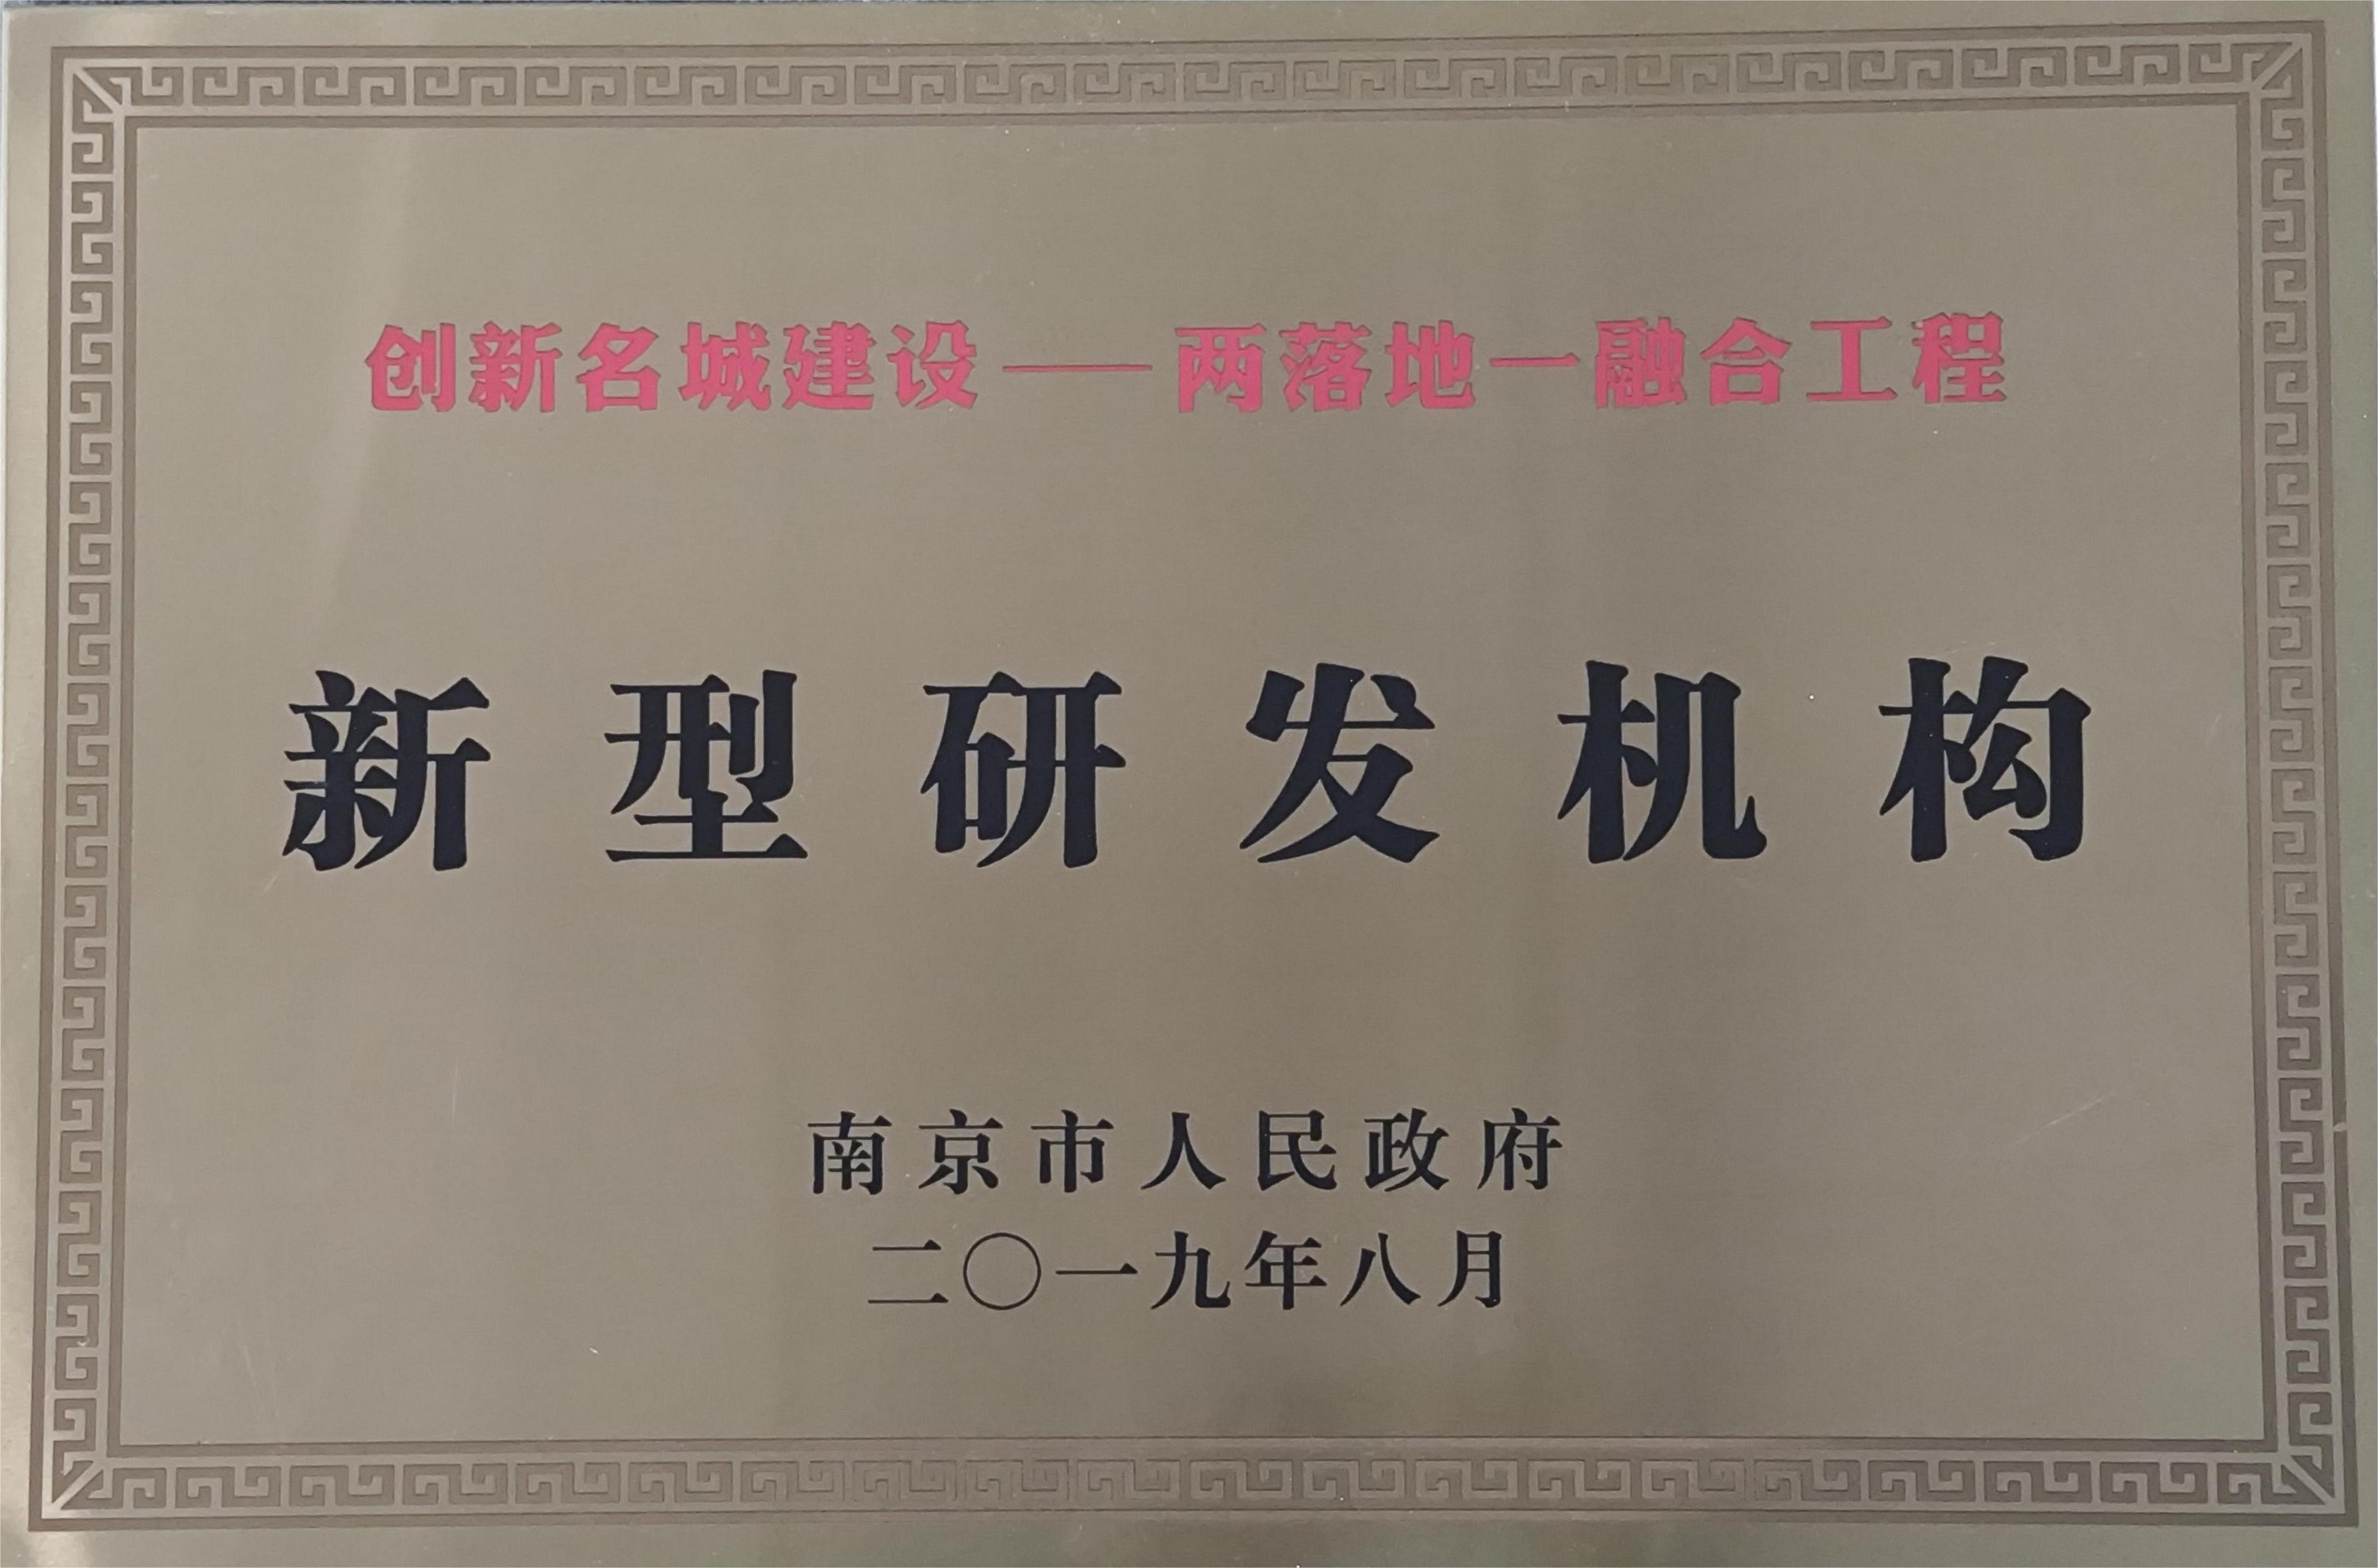 创新名城建设——两落地一融合工程
新型研发机构
南京市人民政府
二〇一九年八月